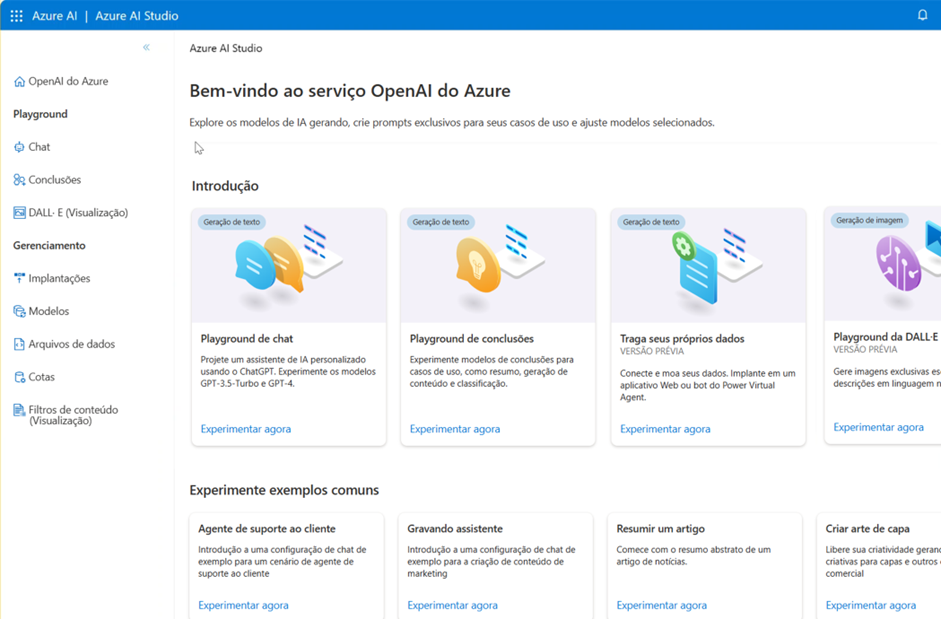 Azure AI | Azure AI Studio
OpenAI do Azure
Playground
Chat
Conclusões
DALL· E (Visualização)
Gerenciamento
Implantações
Modelos
Arquivos de dados
Cotas
Filtros de conteúdo
(Visualização)
Azure AI Studio
Bem-vindo ao serviço OpenAI do Azure
Explore os modelos de IA gerando, crie prompts exclusivos para seus casos de uso e ajuste modelos selecionados.
Introdução
Geração de texto
Playground de chat
Projete um assistente de IA personalizado
usando o ChatGPT. Experimente os modelos
GPT-3.5-Turbo e GPT-4.
Experimentar agora
Geração de texto
Playground de conclusões
Experimente modelos de conclusões para
casos de uso, como resumo, geração de
conteúdo e classificação.
Experimentar agora
Geração de texto
Traga seus próprios dados
VERSÃO PRÉVIA
Conecte e moa seus dados. Implante em um
aplicativo Web ou bot do Power Virtual
Agent.
Experimentar agora
Geração de imagem
Playground da DALL·E
VERSÃO PRÉVIA
Gere imagens exclusivas es
descrições em linguagem n
Experimentar agora
Experimente exemplos comuns
Agente de suporte ao cliente
Introdução a uma configuração de chat de
exemplo para um cenário de agente de
suporte ao cliente
Experimentar agora
Gravando assistente
Introdução a uma configuração de chat de
exemplo para a criação de conteúdo de
marketing
Experimentar agora
Resumir um artigo
Comece com o resumo abstrato de um
artigo de notícias.
Experimentar agora
Criar arte de capa
Libere sua criatividade geranc
criativas para capas e outros
comercial
Experimentar agora